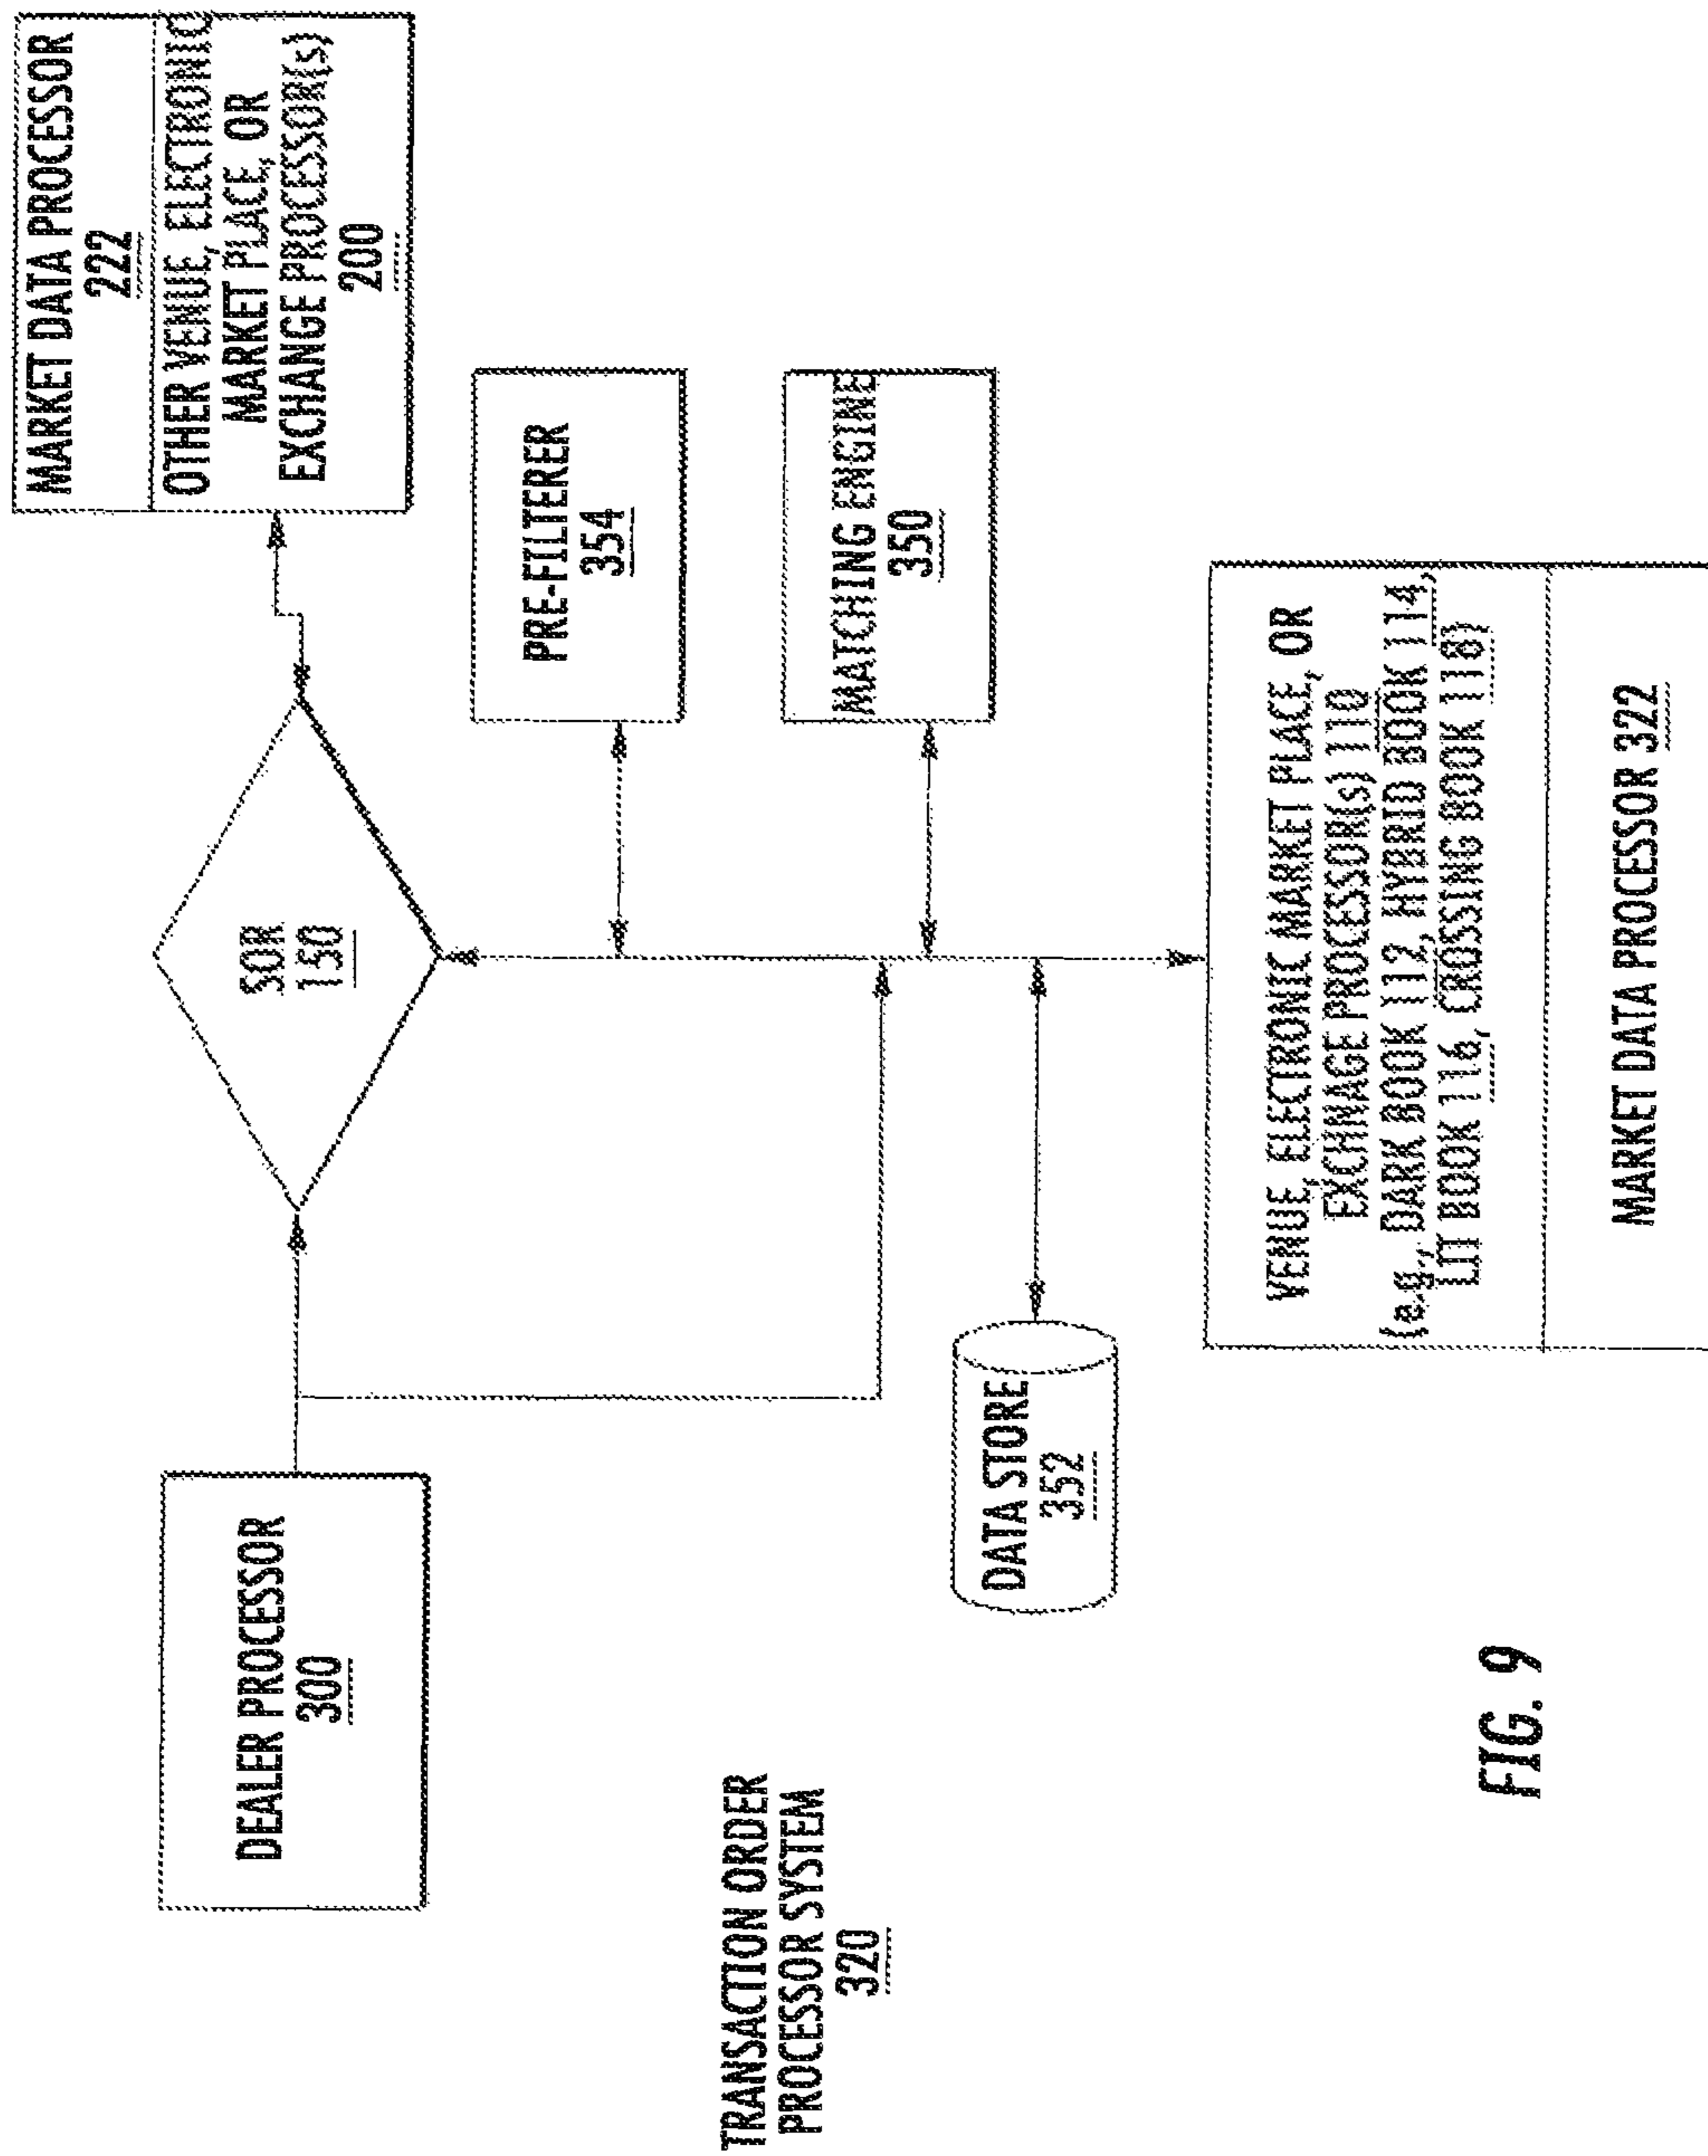 DEALER PROCESSOR
300
SOR
150
MARKET DATA PROCESSOR
222
OTHER VENUE, ELECTRONIC
MARKET PLACE, OR
EXCHANGE PROCESSOR(s)
200
PRE-FILTERER
354
TRANSACTION ORDER
PROCESSOR SYSTEM
320
MATCHING ENGINE
350
DATA STORE
352
VENUE, ELECTRONIC MARKET PLACE, OR
EXCHNAGE PROCESSOR(s) 110
(e.g., DARK BOOK 112, HYBRID BOOK 114,
LIT BOOK 116, CROSSING BOOK 118)
MARKET DATA PROCESSOR 322
FIG. 9